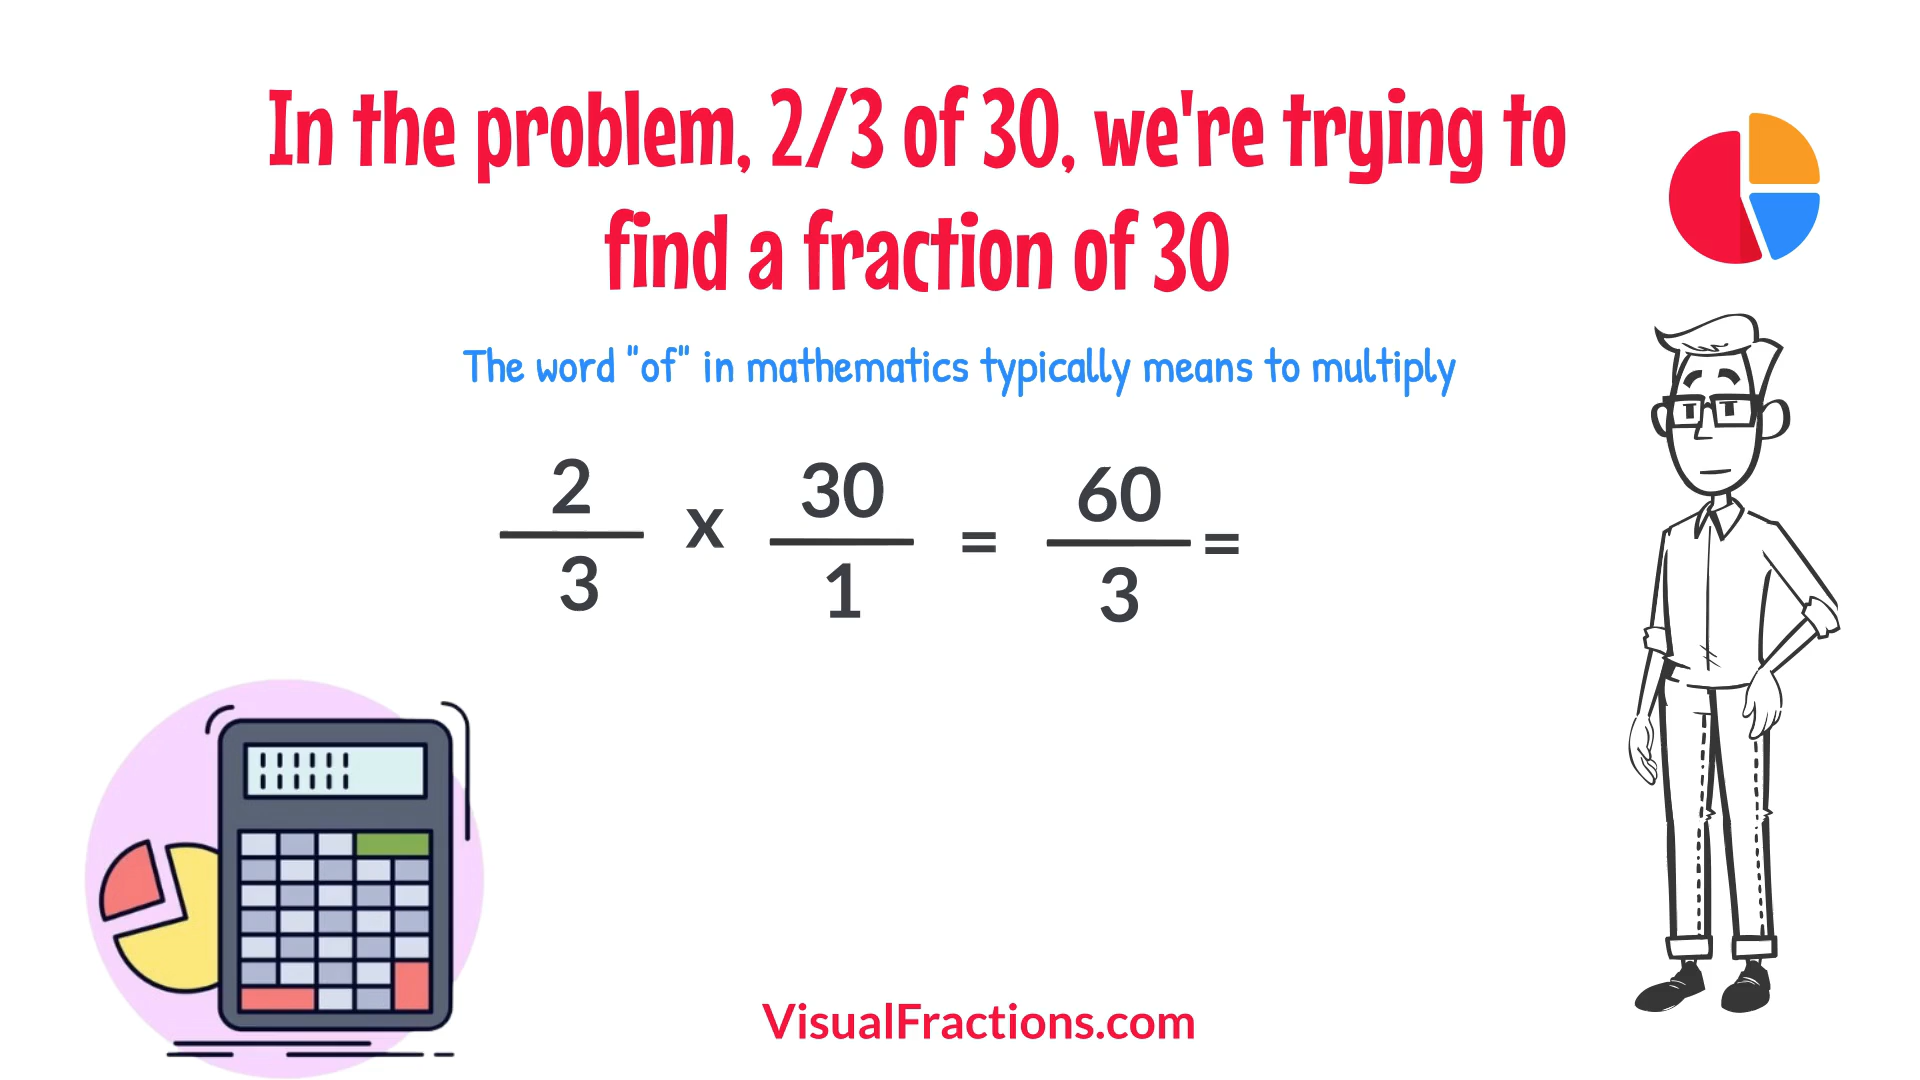 In the problem, 2/3 of 30, we're trying to
find a fraction of 30
The word "of" in mathematics typically means to multiply
2 30 60
x = =
3 1 3
VisualFractions.com